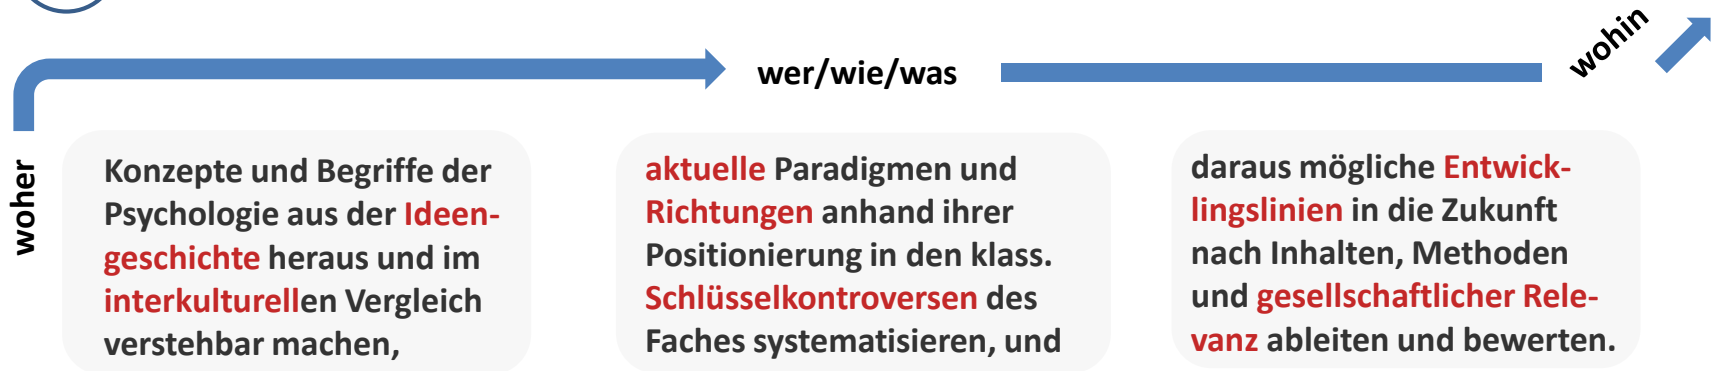 wohin
wer/wie/was
woher
Konzepte und Begriffe der
Psychologie aus der Ideen-
geschichte heraus und im
interkulturellen Vergleich
verstehbar machen,
aktuelle Paradigmen und
Richtungen anhand ihrer
Positionierung in den klass.
Schlüsselkontroversen des
Faches systematisieren, und
daraus mögliche Entwick-
lingslinien in die Zukunft
nach Inhalten, Methoden
und gesellschaftlicher Rele-
vanz ableiten und bewerten.